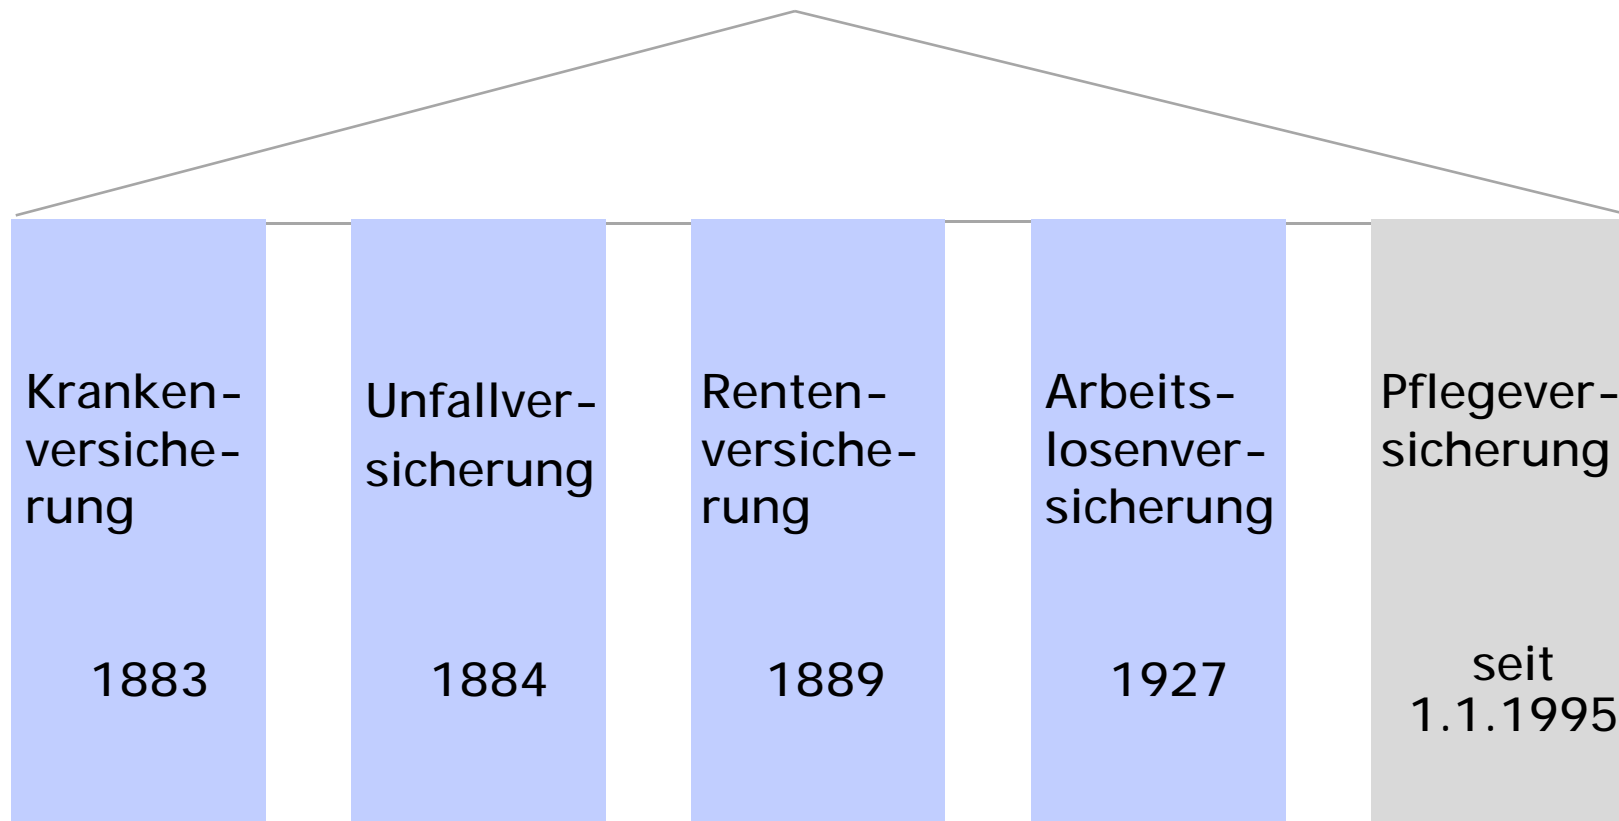 Kranken-
versiche-
rung
1883
Unfallver-
sicherung
1884
Renten-
versiche-
rung
1889
Arbeits-
losenver-
sicherung
1927
Pflegever-
sicherung
seit
1.1.1995